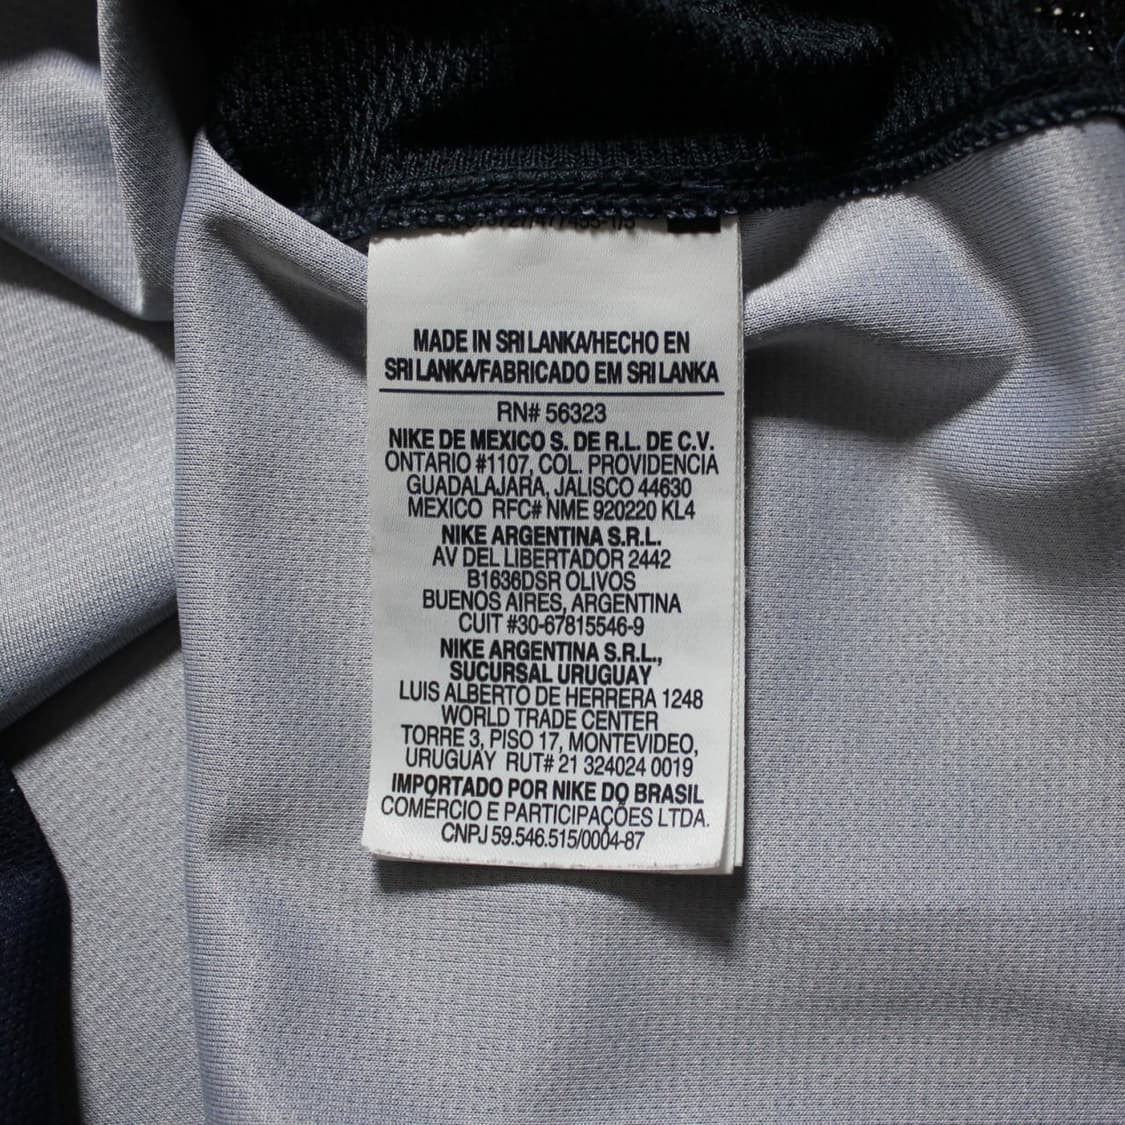 MADE IN SRI LANKA/HECHO EN
SRI LANKA/FABRICADO EM SRI LANKA
RN# 56323
NIKE DE MEXICO S. DE R.L. DE C.V.
ONTARIO #1107, COL. PROVIDENCIA
GUADALAJARA, JALISCO 44630
MEXICO RFC# NME 920220 KL4
NIKE ARGENTINA S.R.L.
AV DEL LIBERTADOR 2442
B1636DSR OLIVOS
BUENOS AIRES, ARGENTINA
CUIT #30-67815546-9
NIKE ARGENTINA S.R.L.,
SUCURSAL URUGUAY
LUIS ALBERTO DE HERRERA 1248
WORLD TRADE CENTER
TORRE 3, PISO 17, MONTEVIDEO,
URUGUAY RUT# 21 324024 0019
IMPORTADO POR NIKE DO BRASIL
COMÉRCIO E PARTICIPAÇÕES LTDA.
CNPJ 59.546.515/0004-87